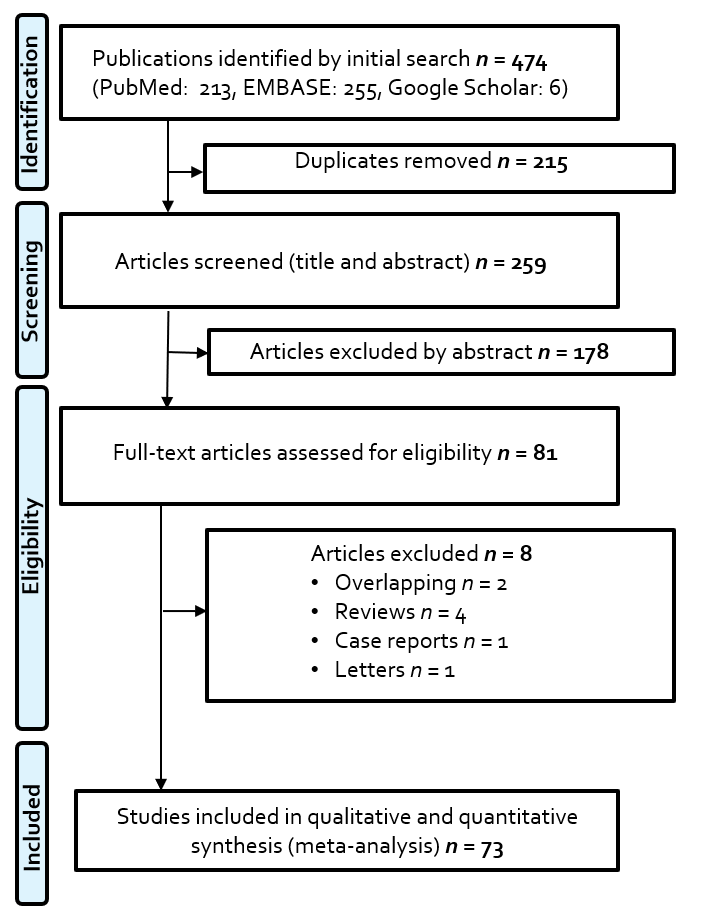 Identification
Publications identified by initial search n = 474
(PubMed: 213, EMBASE: 255, Google Scholar: 6)
Duplicates removed n = 215
Screening
Articles screened (title and abstract) n = 259
Articles excluded by abstract n = 178
Eligibility
Full-text articles assessed for eligibility n = 81
Articles excluded n = 8
• Overlapping n = 2
• Reviews n = 4
• Case reports n = 1
• Letters n = 1
Included
Studies included in qualitative and quantitative
synthesis (meta-analysis) n = 73